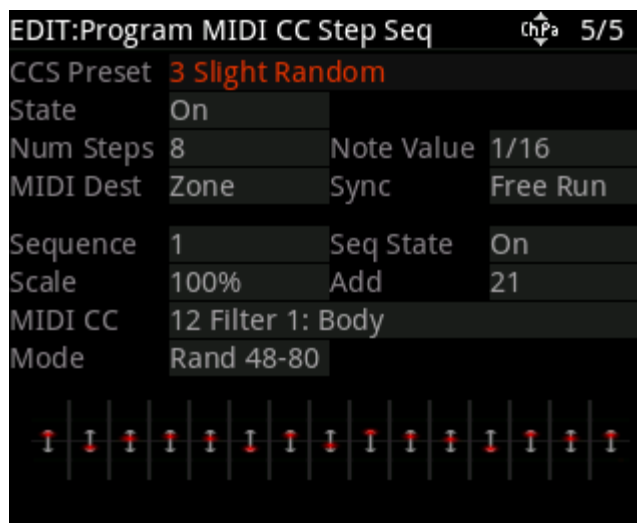 EDIT:Progra MIDI CC Step Seq ChPa 5/5
CCS Preset 3 Slight Random
State On
Num Steps 8 Note Value 1/16
MIDI Dest Zone Sync Free Run
Sequence 1 Seq State On
Scale 100% Add 21
MIDI CC 12 Filter 1: Body
Mode Rand 48-80